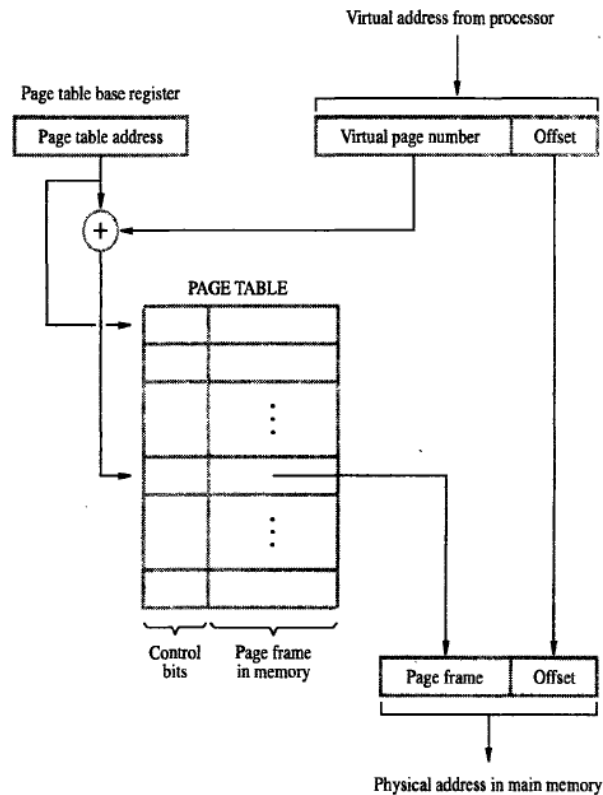 Virtual address from processor
Page table base register
Page table address
Virtual page number
Offset
+
PAGE TABLE
Control
bits
Page frame
in memory
Page frame
Offset
Physical address in main memory